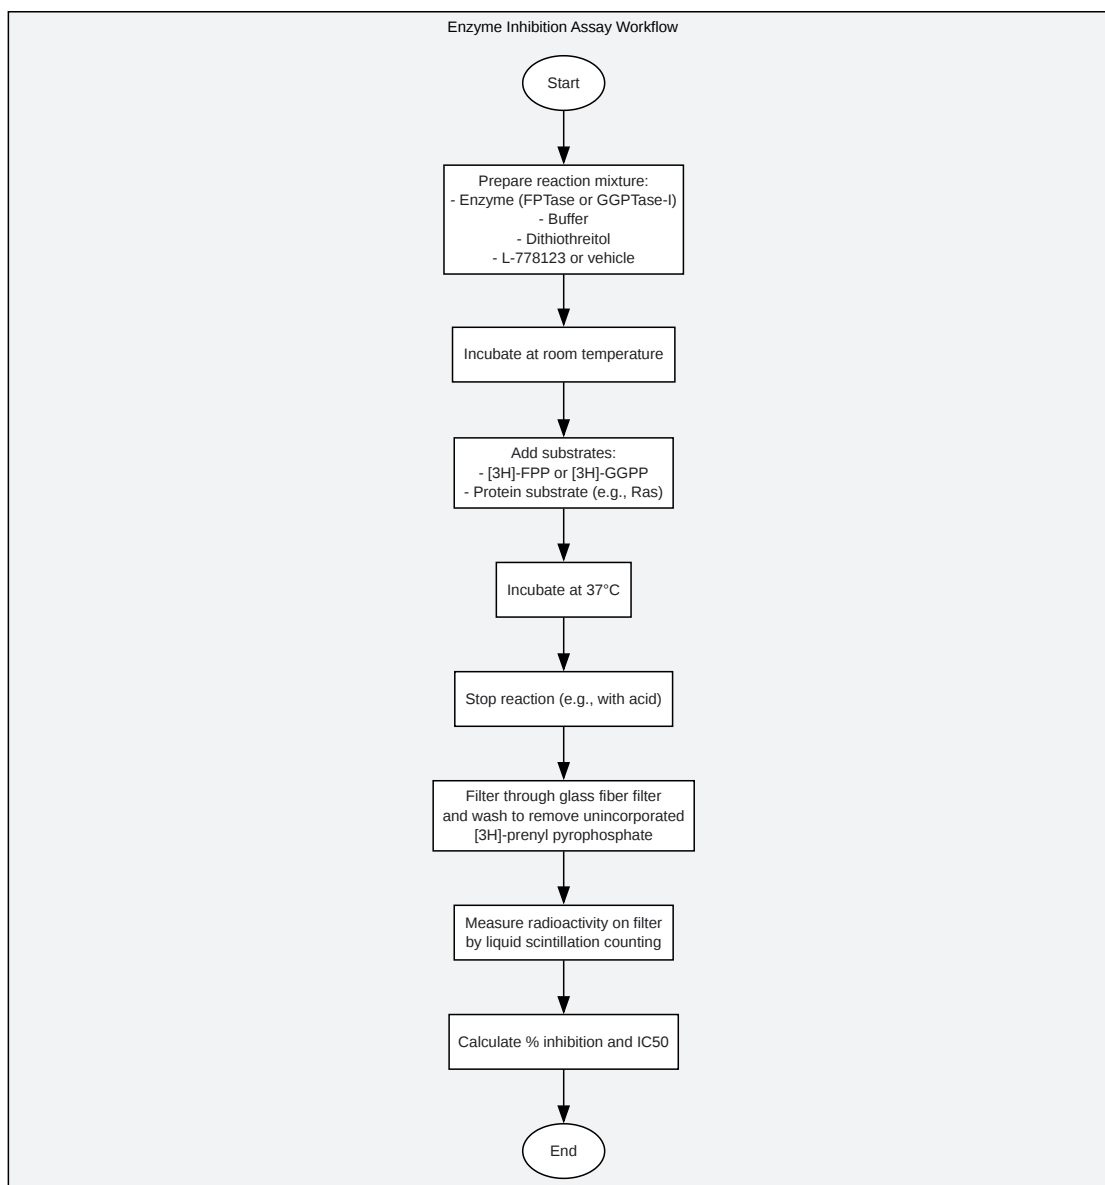 Enzyme Inhibition Assay Workflow
Start
Prepare reaction mixture:
- Enzyme (FPTase or GGPTase-I)
- Buffer
- Dithiothreitol
- L-778123 or vehicle
Incubate at room temperature
Add substrates:
- [3H]-FPP or [3H]-GGPP
- Protein substrate (e.g., Ras)
Incubate at 37°C
Stop reaction (e.g., with acid)
Filter through glass fiber filter
and wash to remove unincorporated
[3H]-prenyl pyrophosphate
Measure radioactivity on filter
by liquid scintillation counting
Calculate % inhibition and IC50
End